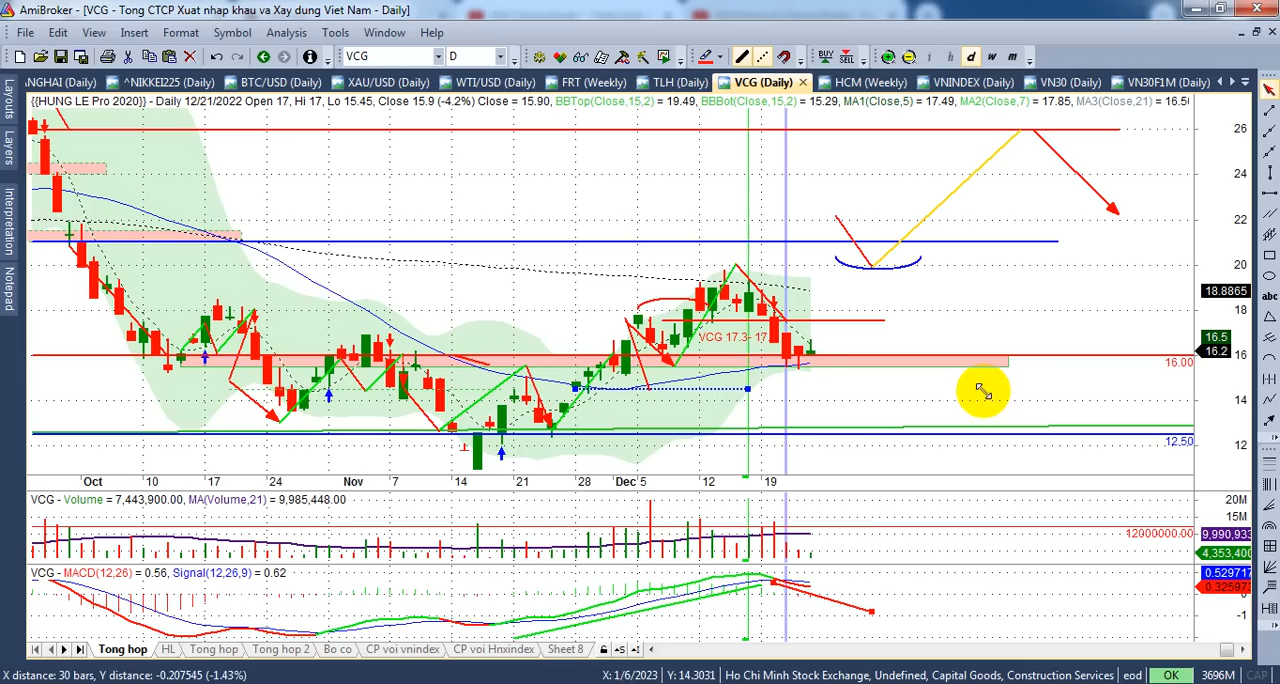 AmiBroker - [VCG - Tong CTCP Xuat nhap khau va Xay dung Viet Nam - Daily]
File Edit View Insert Format Symbol Analysis Tools Window Help
VCG D BUY SELL i h d w m
NGHAI (Daily) ^NIKKEI225 (Daily) BTC/USD (Daily) XAU/USD (Daily) WTI/USD (Daily) FRT (Weekly) TLH (Daily) VCG (Daily) HCM (Weekly) VNINDEX (Daily) VN30 (Daily) VN30F1M (Daily)
Layouts
Layers
Interpretation
Notepad
{{HUNG LE Pro 2020}} - Daily 12/21/2022 Open 17, Hi 17, Lo 15.45, Close 15.9 (-4.2%) Close = 15.90, BBTop(Close,15,2) = 19.49, BBBot(Close,15,2) = 15.29, MA1(Close,5) = 17.49, MA2(Close,7) = 17.85, MA3(Close,21) = 16.5
26
24
22
20
18.8865
18
VCG 17.3- 17.
16.5
16.2
16
16.00
14
12.50
12
Oct 10 17 24 Nov 7 14 21 28 Dec 5 12 19
VCG - Volume = 7,443,900.00, MA(Volume,21) = 9,985,448.00
20M
15M
12000000.00
9,990,933
4,353,400
VCG - MACD(12,26) = 0.56, Signal(12,26,9) = 0.62
0.529717
0.325973
-1
Tong hop HL Tong hop Tong hop 2 Bo co CP voi vnindex CP voi Hnxindex Sheet 8
X distance: 30 bars, Y distance: -0.207545 (-1.43%) X: 1/6/2023 Y: 14.3031 Ho Chi Minh Stock Exchange, Undefined, Capital Goods, Construction Services eod OK 3696M CAP
abc